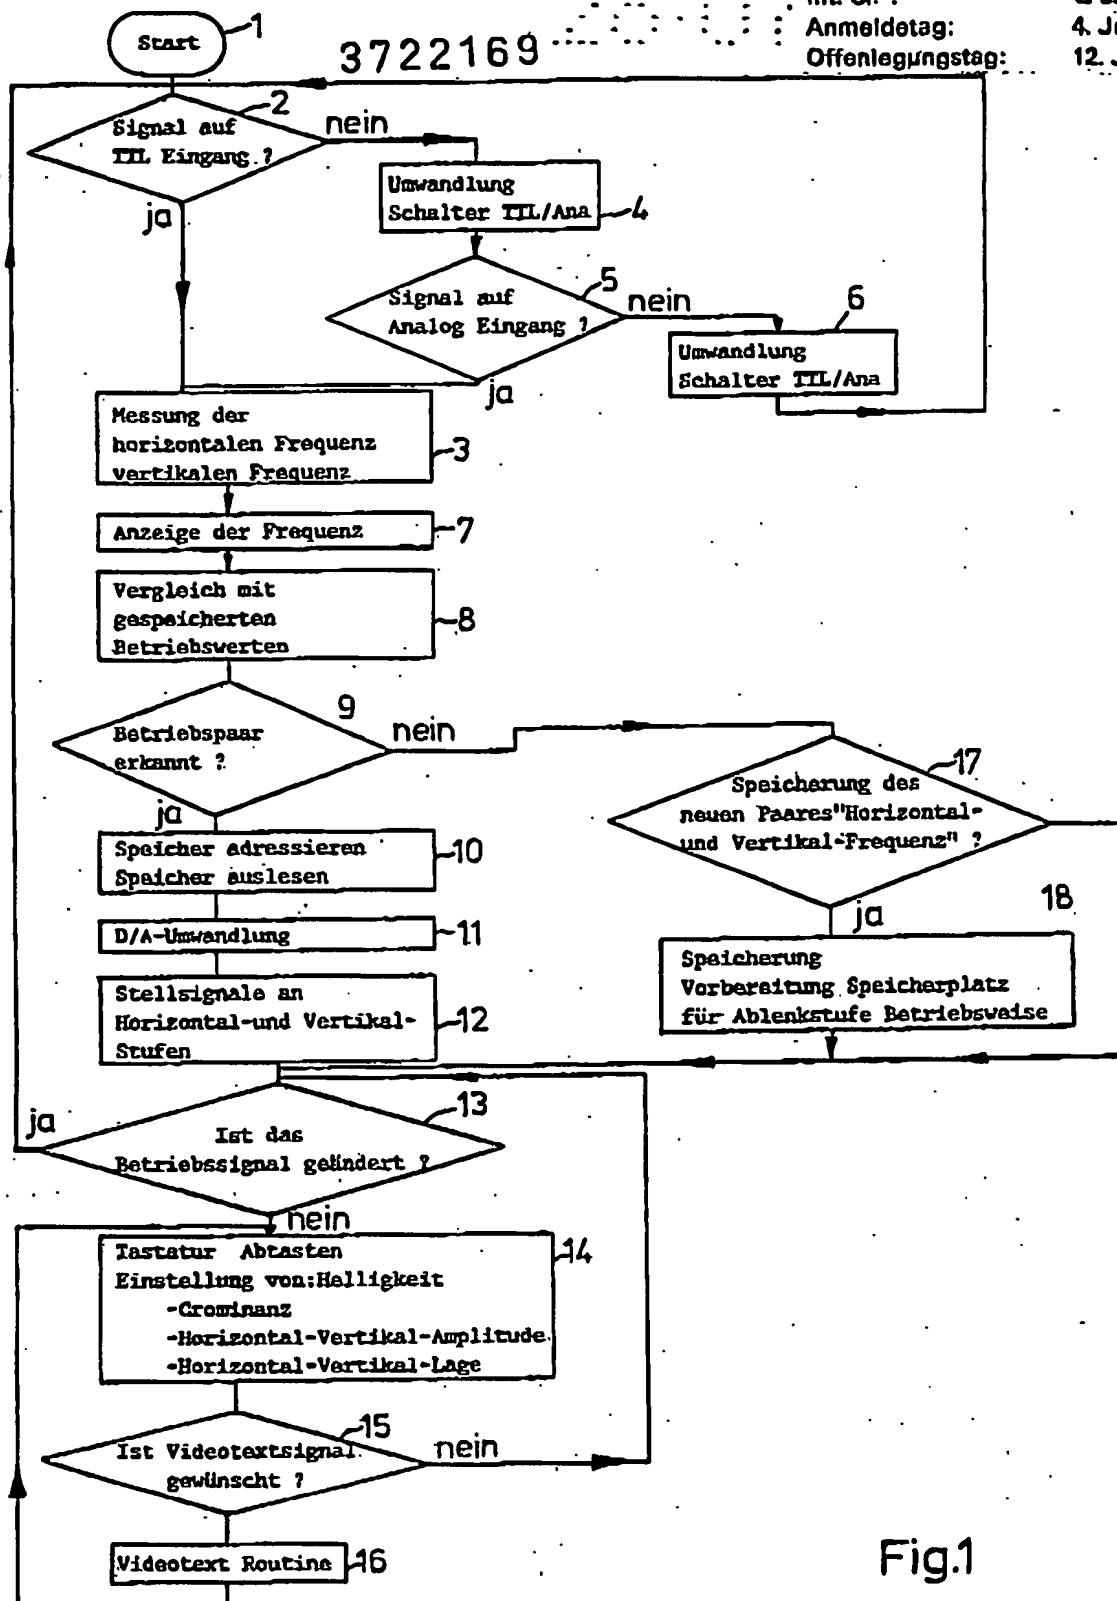 Anmeldetag: 4. J
Offenlegungstag: 12. J
3722169
Start
1
Signal auf
TTL Eingang ?
2
nein
ja
Umwandlung
Schalter TTL/Ana
4
Signal auf
Analog Eingang ?
5
nein
ja
6
Umwandlung
Schalter TTL/Ana
Messung der
horizontalen Frequenz
vertikalen Frequenz
3
Anzeige der Frequenz
7
Vergleich mit
gespeicherten
Betriebswerten
8
Betriebspaar
erkannt ?
9
nein
ja
Speicher adressieren
Speicher auslesen
10
D/A-Umwandlung
11
Stellsignale an
Horizontal-und Vertikal-
Stufen
12
17
Speicherung des
neuen Paares"Horizontal-
und Vertikal-Frequenz" ?
ja
18
Speicherung
Vorbereitung Speicherplatz
für Ablenkstufe Betriebsweise
ja
13
Ist das
Betriebssignal geändert ?
nein
Tastatur Abtasten
Einstellung von:Helligkeit
-Crominanz
-Horizontal-Vertikal-Amplitude
-Horizontal-Vertikal-Lage
14
15
Ist Videotextsignal
gewünscht ?
nein
Videotext Routine
16
Fig.1